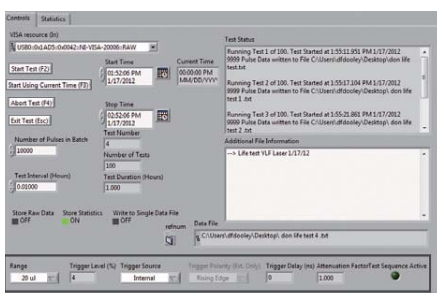 Controls Statistics
VISA resource (In)
USB0::0x1AD5::0x0042::NI-VISA-20006::RAW
Start Test (F2)
Start Using Current Time (F3)
Abort Test (F4)
Exit Test (Esc)
Number of Pulses in Batch
10000
Test Interval (Hours)
0.01000
Start Time
01:52:06 PM
1/17/2012
Current Time
00:00:00 PM
MM/DD/YYYY
Stop Time
02:52:06 PM
1/17/2012
Test Number
4
Number of Tests
100
Test Duration (Hours)
1.000
Test Status
Running Test 1 of 100. Test Started at 1:55:11.951 PM 1/17/2012
9999 Pulse Data written to File C:\Users\dfdooley\Desktop\ don life
test.txt
Running Test 2 of 100. Test Started at 1:55:17.104 PM 1/17/2012
9999 Pulse Data written to File C:\Users\dfdooley\Desktop\ don life
test 1 .txt
Running Test 3 of 100. Test Started at 1:55:21.861 PM 1/17/2012
9999 Pulse Data written to File C:\Users\dfdooley\Desktop\ don life
test 2 .txt
Additional File Information
--> Life test YLF Laser 1/17/12
Store Raw Data
OFF
Store Statistics
ON
Write to Single Data File
OFF
refnum
Data File
C:\Users\dfdooley\Desktop\ don life test 4 .txt
Range
20 uJ
Trigger Level (%)
4
Trigger Source
Internal
Trigger Polarity (Ext. Only)
Rising Edge
Trigger Delay (ns)
0
Attenuation Factor
1.000
Test Sequence Active